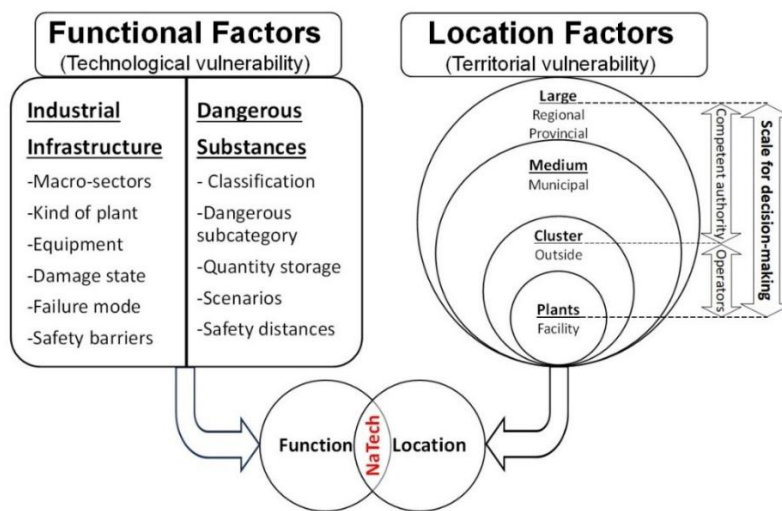 Functional Factors
(Technological vulnerability)
Industrial
Infrastructure
-Macro-sectors
-Kind of plant
-Equipment
-Damage state
-Failure mode
-Safety barriers
Dangerous
Substances
- Classification
-Dangerous
subcategory
-Quantity storage
-Scenarios
-Safety distances
Location Factors
(Territorial vulnerability)
Large
Regional
Provincial
Medium
Municipal
Cluster
Outside
Plants
Facility
Competent authority
Operators
Scale for decision-making
Function
NaTech
Location